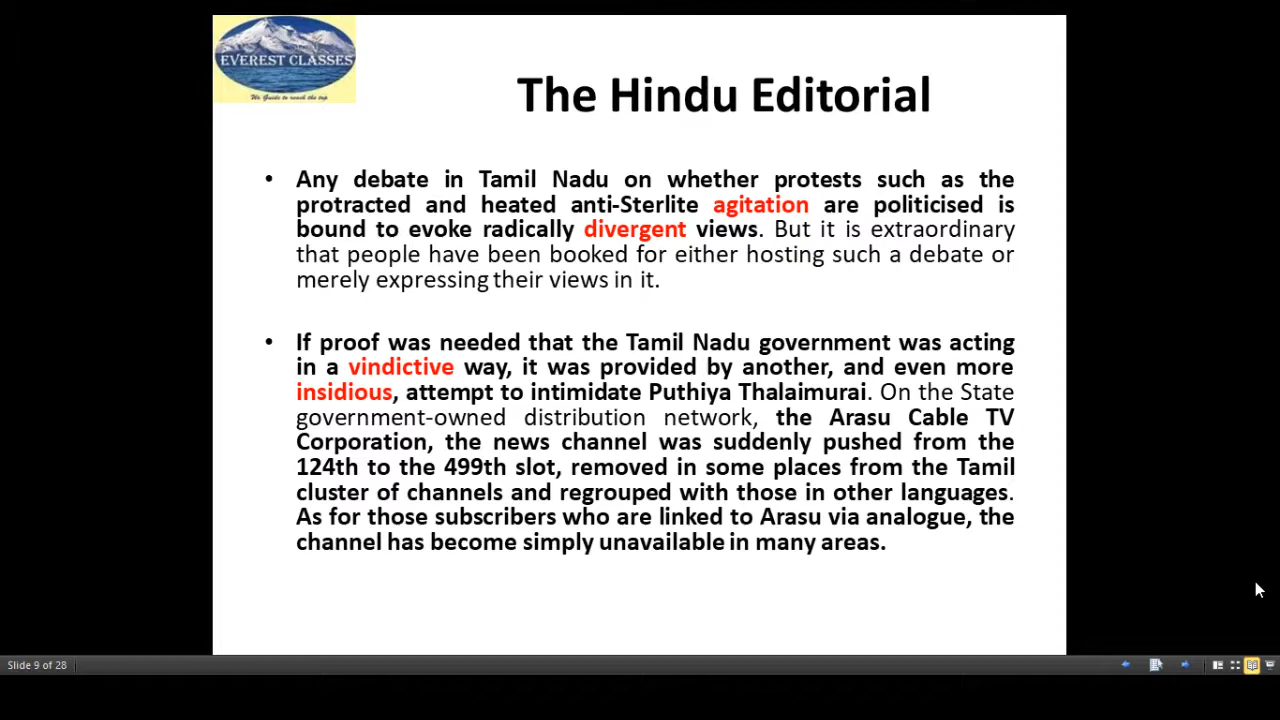 EVEREST CLASSES
We Guide to reach the top
The Hindu Editorial
• Any debate in Tamil Nadu on whether protests such as the
protracted and heated anti-Sterlite agitation are politicised is
bound to evoke radically divergent views. But it is extraordinary
that people have been booked for either hosting such a debate or
merely expressing their views in it.
• If proof was needed that the Tamil Nadu government was acting
in a vindictive way, it was provided by another, and even more
insidious, attempt to intimidate Puthiya Thalaimurai. On the State
government-owned distribution network, the Arasu Cable TV
Corporation, the news channel was suddenly pushed from the
124th to the 499th slot, removed in some places from the Tamil
cluster of channels and regrouped with those in other languages.
As for those subscribers who are linked to Arasu via analogue, the
channel has become simply unavailable in many areas.
Slide 9 of 28